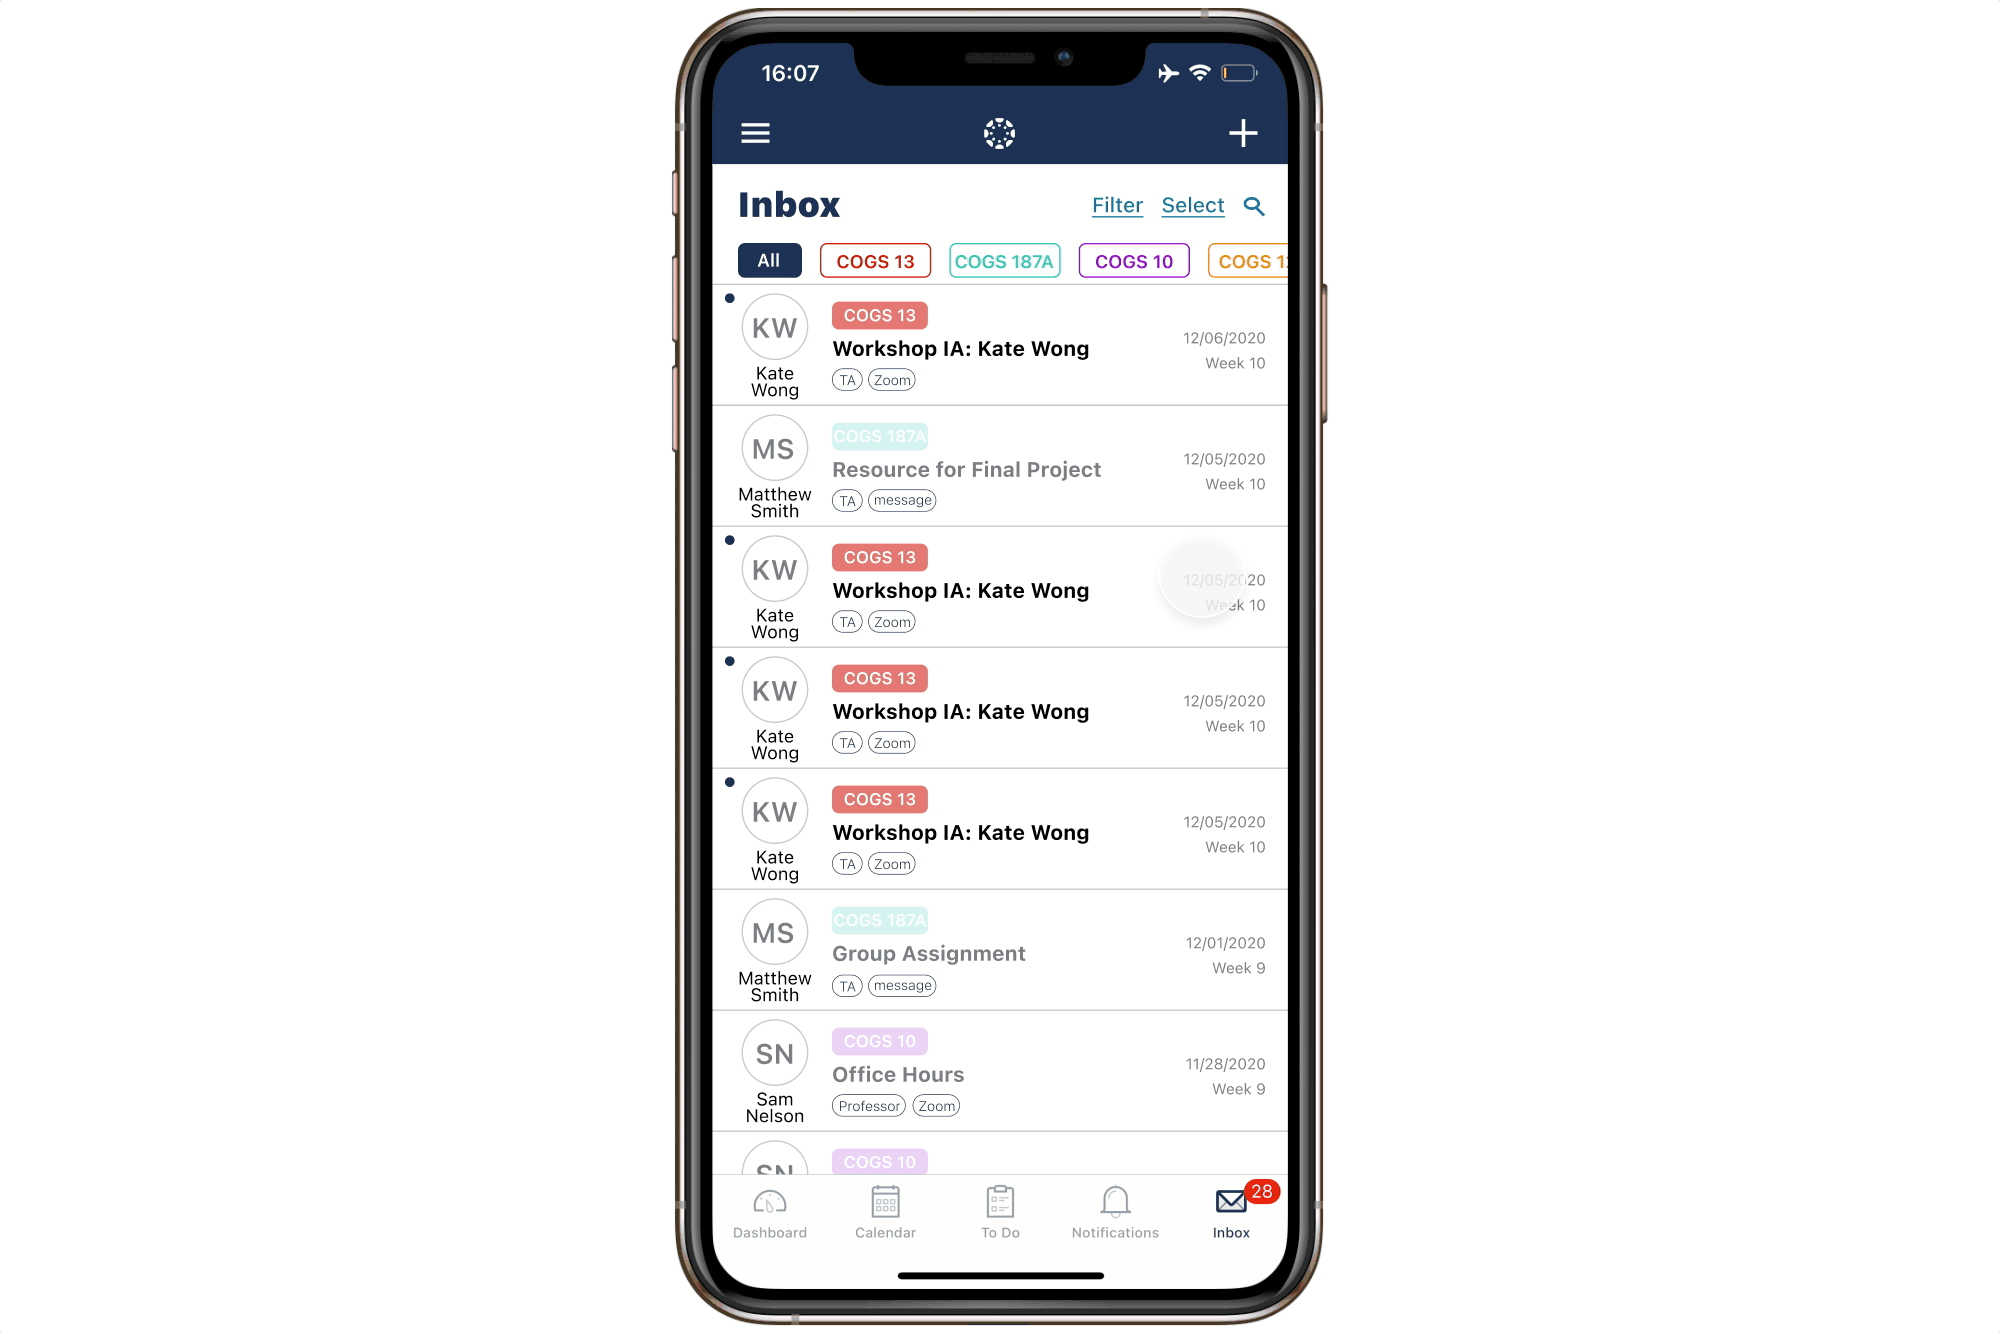 16:07
Inbox Filter Select
All COGS 13 COGS 187A COGS 10
KW
Kate
Wong
COGS 13
Workshop IA: Kate Wong
TA Zoom
12/06/2020
Week 10
MS
Matthew
Smith
COGS 187A
Resource for Final Project
TA message
12/05/2020
Week 10
KW
Kate
Wong
COGS 13
Workshop IA: Kate Wong
TA Zoom
12/05/2020
Week 10
KW
Kate
Wong
COGS 13
Workshop IA: Kate Wong
TA Zoom
12/05/2020
Week 10
KW
Kate
Wong
COGS 13
Workshop IA: Kate Wong
TA Zoom
12/05/2020
Week 10
MS
Matthew
Smith
COGS 187A
Group Assignment
TA message
12/01/2020
Week 9
SN
Sam
Nelson
COGS 10
Office Hours
Professor Zoom
11/28/2020
Week 9
SN
COGS 10
28
Dashboard Calendar To Do Notifications Inbox